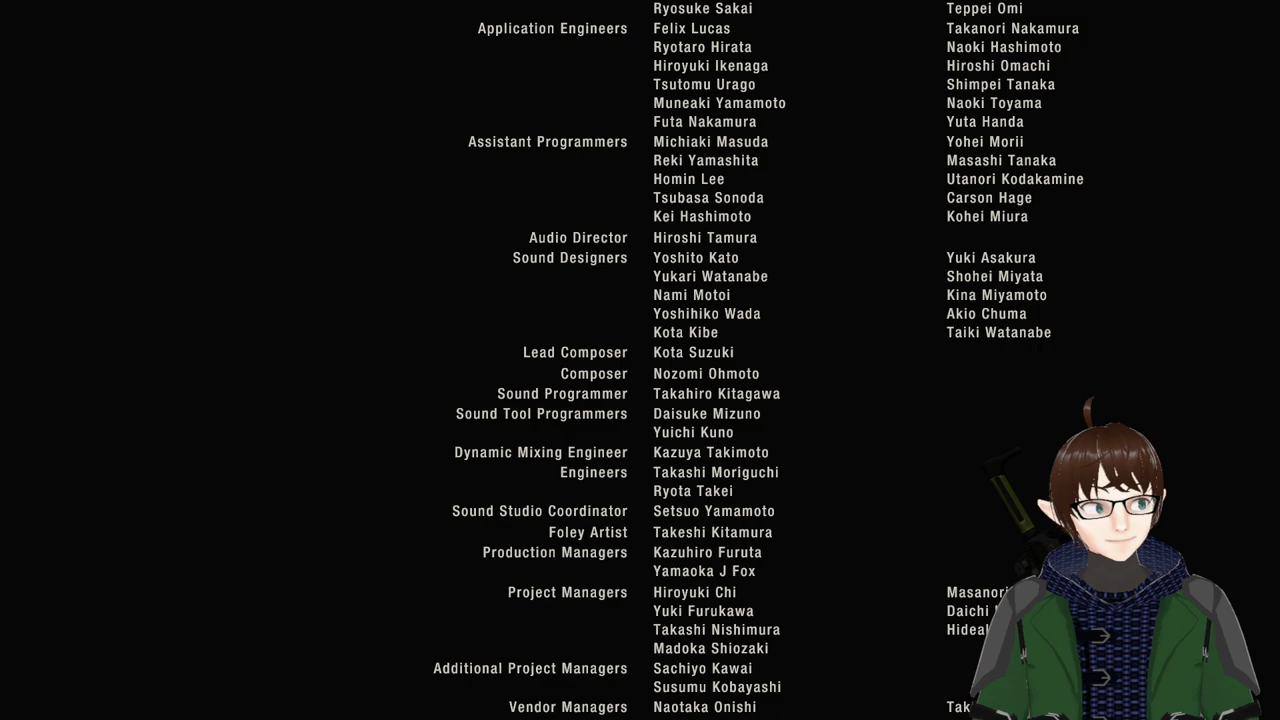 Ryosuke Sakai Teppei Omi
Application Engineers Felix Lucas Takanori Nakamura
Ryotaro Hirata Naoki Hashimoto
Hiroyuki Ikenaga Hiroshi Omachi
Tsutomu Urago Shimpei Tanaka
Muneaki Yamamoto Naoki Toyama
Futa Nakamura Yuta Handa
Assistant Programmers Michiaki Masuda Yohei Morii
Reki Yamashita Masashi Tanaka
Homin Lee Utanori Kodakamine
Tsubasa Sonoda Carson Hage
Kei Hashimoto Kohei Miura
Audio Director Hiroshi Tamura
Sound Designers Yoshito Kato Yuki Asakura
Yukari Watanabe Shohei Miyata
Nami Motoi Kina Miyamoto
Yoshihiko Wada Akio Chuma
Kota Kibe Taiki Watanabe
Lead Composer Kota Suzuki
Composer Nozomi Ohmoto
Sound Programmer Takahiro Kitagawa
Sound Tool Programmers Daisuke Mizuno
Yuichi Kuno
Dynamic Mixing Engineer Kazuya Takimoto
Engineers Takashi Moriguchi
Ryota Takei
Sound Studio Coordinator Setsuo Yamamoto
Foley Artist Takeshi Kitamura
Production Managers Kazuhiro Furuta
Yamaoka J Fox
Project Managers Hiroyuki Chi Masanori
Yuki Furukawa Daichi
Takashi Nishimura
Madoka Shiozaki
Additional Project Managers Sachiyo Kawai
Susumu Kobayashi
Vendor Managers Naotaka Onishi